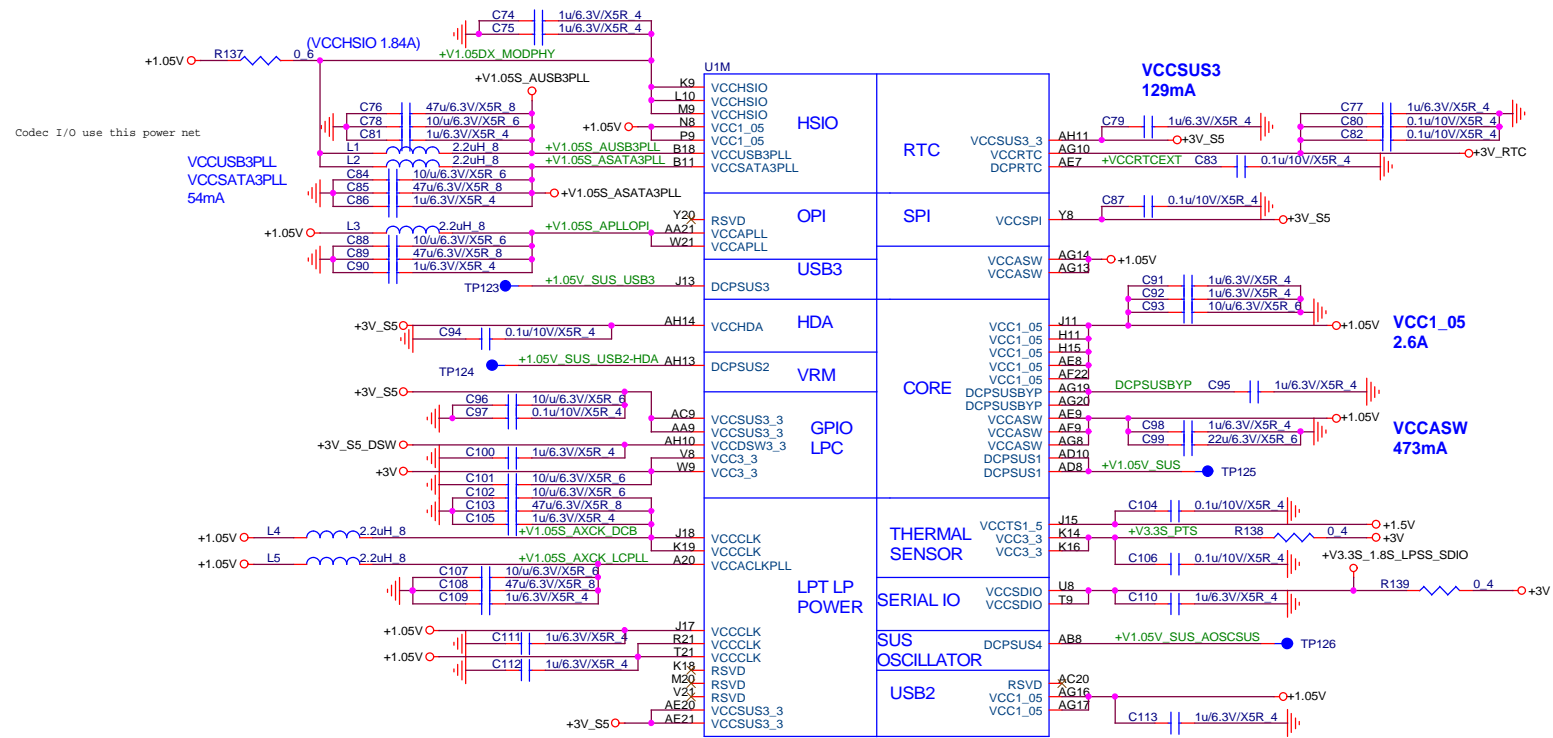 C74 1u/6.3V/X5R_4
C75 1u/6.3V/X5R_4
(VCCHSIO 1.84A)
+1.05V R137 0_6 +V1.05DX_MODPHY
U1M
+V1.05S_AUSB3PLL
C76 47u/6.3V/X5R_8
C78 10/u/6.3V/X5R_6
C81 1u/6.3V/X5R_4
Codec I/O use this power net
L1 2.2uH_8 +V1.05S_AUSB3PLL
L2 2.2uH_8 +V1.05S_ASATA3PLL
VCCUSB3PLL
VCCSATA3PLL
54mA
C84 10/u/6.3V/X5R_6
C85 47u/6.3V/X5R_8
C86 1u/6.3V/X5R_4
+V1.05S_ASATA3PLL
+1.05V
K9 VCCHSIO
L10 VCCHSIO
M9 VCCHSIO
N8 VCC1_05
P9 VCC1_05
B18 VCCUSB3PLL
B11 VCCSATA3PLL
HSIO
+1.05V L3 2.2uH_8 +V1.05S_APLLOPI
C88 10/u/6.3V/X5R_6
C89 47u/6.3V/X5R_8
C90 1u/6.3V/X5R_4
Y20 RSVD
AA21 VCCAPLL
W21 VCCAPLL
OPI
TP123 +1.05V_SUS_USB3 J13 DCPSUS3
USB3
+3V_S5 AH14 VCCHDA
HDA
C94 0.1u/10V/X5R_4
TP124 +1.05V_SUS_USB2-HDA AH13 DCPSUS2
VRM
+3V_S5
C96 10/u/6.3V/X5R_6
C97 0.1u/10V/X5R_4
AC9 VCCSUS3_3
AA9 VCCSUS3_3
+3V_S5_DSW AH10 VCCDSW3_3
C100 1u/6.3V/X5R_4
V8 VCC3_3
+3V W9 VCC3_3
GPIO
LPC
C101 10/u/6.3V/X5R_6
C102 10/u/6.3V/X5R_6
C103 47u/6.3V/X5R_8
C105 1u/6.3V/X5R_4
+1.05V L4 2.2uH_8 +V1.05S_AXCK_DCB J18 VCCCLK
K19 VCCCLK
+1.05V L5 2.2uH_8 +V1.05S_AXCK_LCPLL A20 VCCACLKPLL
C107 10/u/6.3V/X5R_6
C108 47u/6.3V/X5R_8
C109 1u/6.3V/X5R_4
LPT LP
POWER
+1.05V J17 VCCCLK
C111 1u/6.3V/X5R_4 R21 VCCCLK
+1.05V T21 VCCCLK
C112 1u/6.3V/X5R_4
K18 RSVD
M20 RSVD
V21 RSVD
AE20 VCCSUS3_3
+3V_S5 AE21 VCCSUS3_3
VCCSUS3
129mA
RTC
VCCSUS3_3 AH11
VCCRTC AG10
DCPRTC AE7 +VCCRTCEXT C83 0.1u/10V/X5R_4
C79 1u/6.3V/X5R_4
+3V_S5
C77 1u/6.3V/X5R_4
C80 0.1u/10V/X5R_4
C82 0.1u/10V/X5R_4
+3V_RTC
SPI
VCCSPI Y8
C87 0.1u/10V/X5R_4
+3V_S5
VCCASW AG14 +1.05V
VCCASW AG13
C91 1u/6.3V/X5R_4
C92 1u/6.3V/X5R_4
C93 10/u/6.3V/X5R_6
+1.05V
VCC1_05
2.6A
CORE
VCC1_05 J11
VCC1_05 H11
VCC1_05 H15
VCC1_05 AE8
VCC1_05 AF22
DCPSUSBYP AG19 DCPSUSBYP C95 1u/6.3V/X5R_4
DCPSUSBYP AG20
VCCASW AE9 +1.05V
VCCASW AF9
VCCASW AG8
C98 1u/6.3V/X5R_4
C99 22u/6.3V/X5R_6
VCCASW
473mA
DCPSUS1 AD10
DCPSUS1 AD8 +V1.05V_SUS TP125
THERMAL
SENSOR
C104 0.1u/10V/X5R_4
VCCTS1_5 J15 +1.5V
VCC3_3 K14 +V3.3S_PTS R138 0_4 +3V
VCC3_3 K16
C106 0.1u/10V/X5R_4
+V3.3S_1.8S_LPSS_SDIO
SERIAL IO
VCCSDIO U8 R139 0_4 +3V
VCCSDIO T9
C110 1u/6.3V/X5R_4
SUS
OSCILLATOR
DCPSUS4 AB8 +V1.05V_SUS_AOSCSUS TP126
USB2
RSVD AC20
VCC1_05 AG16 +1.05V
VCC1_05 AG17
C113 1u/6.3V/X5R_4